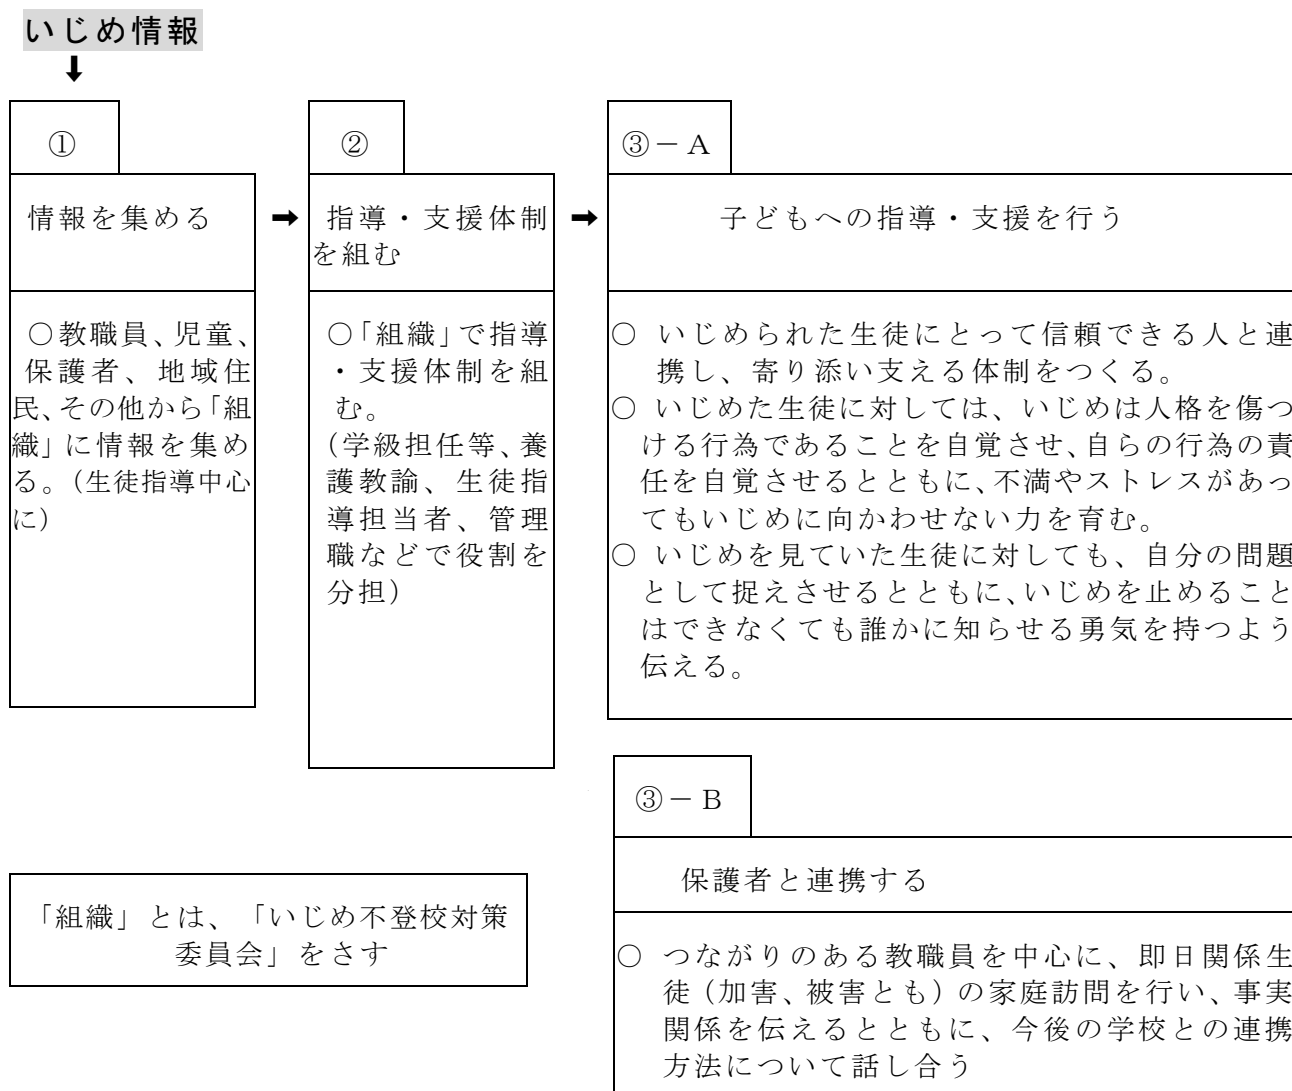 いじめ情報
⬇
①
情報を集める
○教職員、児童、
保護者、地域住
民、その他から「組
織」に情報を集め
る。（生徒指導中心
に）
➡
②
指導・支援体制
を組む
○「組織」で指導
・支援体制を組
む。
（学級担任等、養
護教諭、生徒指
導担当者、管理
職などで役割を
分担）
➡
③－A
子どもへの指導・支援を行う
○ いじめられた生徒にとって信頼できる人と連
携し、寄り添い支える体制をつくる。
○ いじめた生徒に対しては、いじめは人格を傷つ
ける行為であることを自覚させ、自らの行為の責
任を自覚させるとともに、不満やストレスがあっ
てもいじめに向かわせない力を育む。
○ いじめを見ていた生徒に対しても、自分の問題
として捉えさせるとともに、いじめを止めること
はできなくても誰かに知らせる勇気を持つよう
伝える。
③－B
保護者と連携する
○ つながりのある教職員を中心に、即日関係生
徒（加害、被害とも）の家庭訪問を行い、事実
関係を伝えるとともに、今後の学校との連携
方法について話し合う
「組織」とは、「いじめ不登校対策
委員会」をさす